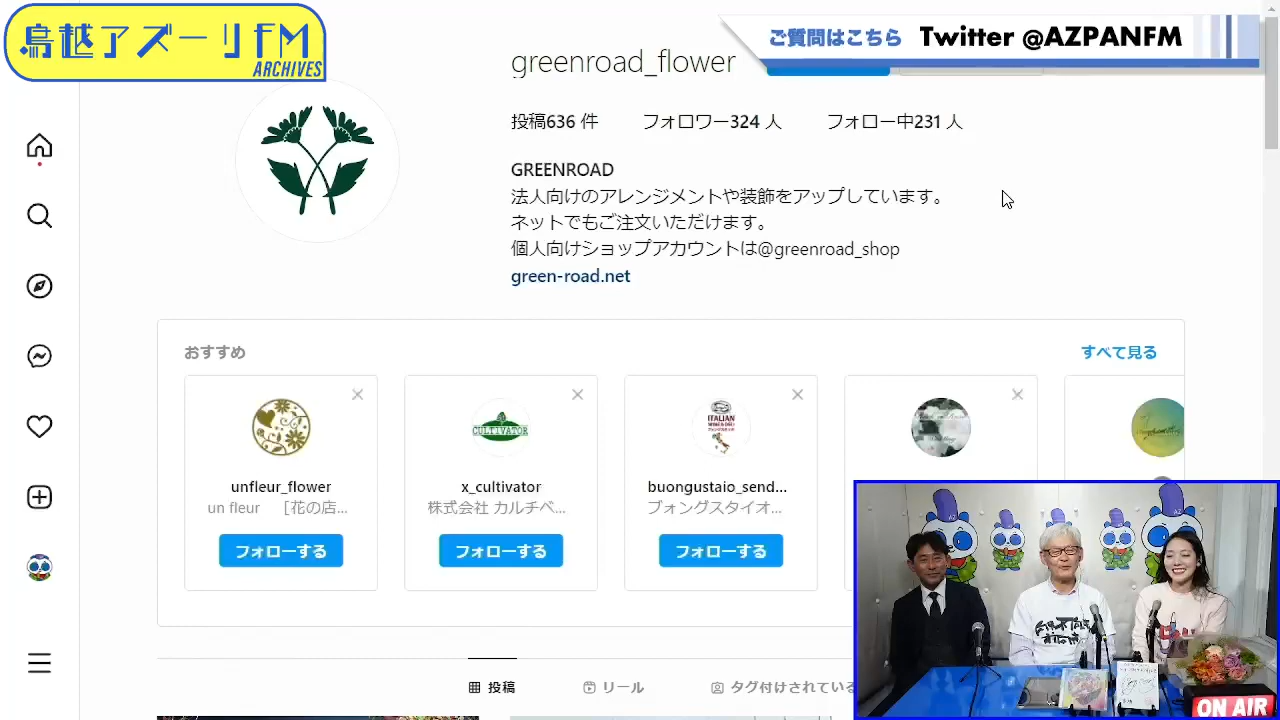 鳥越アズーリFM
ARCHIVES
ご質問はこちら Twitter @AZPANFM
greenroad_flower
投稿636 件 フォロワー324 人 フォロー中231 人
GREENROAD
法人向けのアレンジメントや装飾をアップしています。
ネットでもご注文いただけます。
個人向けショップアカウントは@greenroad_shop
green-road.net
おすすめ すべて見る
CULTIVATOR
ITALIAN
WINE & DELI
unfleur_flower x_cultivator buongustaio_send...
un fleur [花の店... 株式会社 カルチベ... ブォングスタイオ...
フォローする フォローする フォローする
投稿 リール タグ付けされている
ON AIR